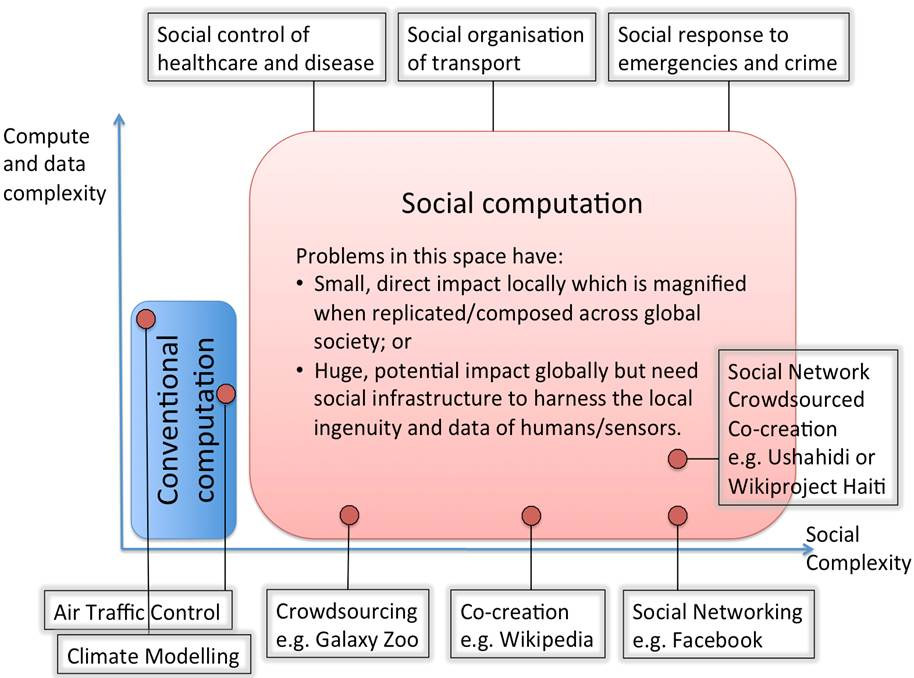 Social control of
healthcare and disease
Social organisation
of transport
Social response to
emergencies and crime
Compute
and data
complexity
Social computation
Problems in this space have:
• Small, direct impact locally which is magnified
when replicated/composed across global
society; or
• Huge, potential impact globally but need
social infrastructure to harness the local
ingenuity and data of humans/sensors.
Conventional
computation
Social Network
Crowdsourced
Co-creation
e.g. Ushahidi or
Wikiproject Haiti
Social
Complexity
Air Traffic Control
Climate Modelling
Crowdsourcing
e.g. Galaxy Zoo
Co-creation
e.g. Wikipedia
Social Networking
e.g. Facebook